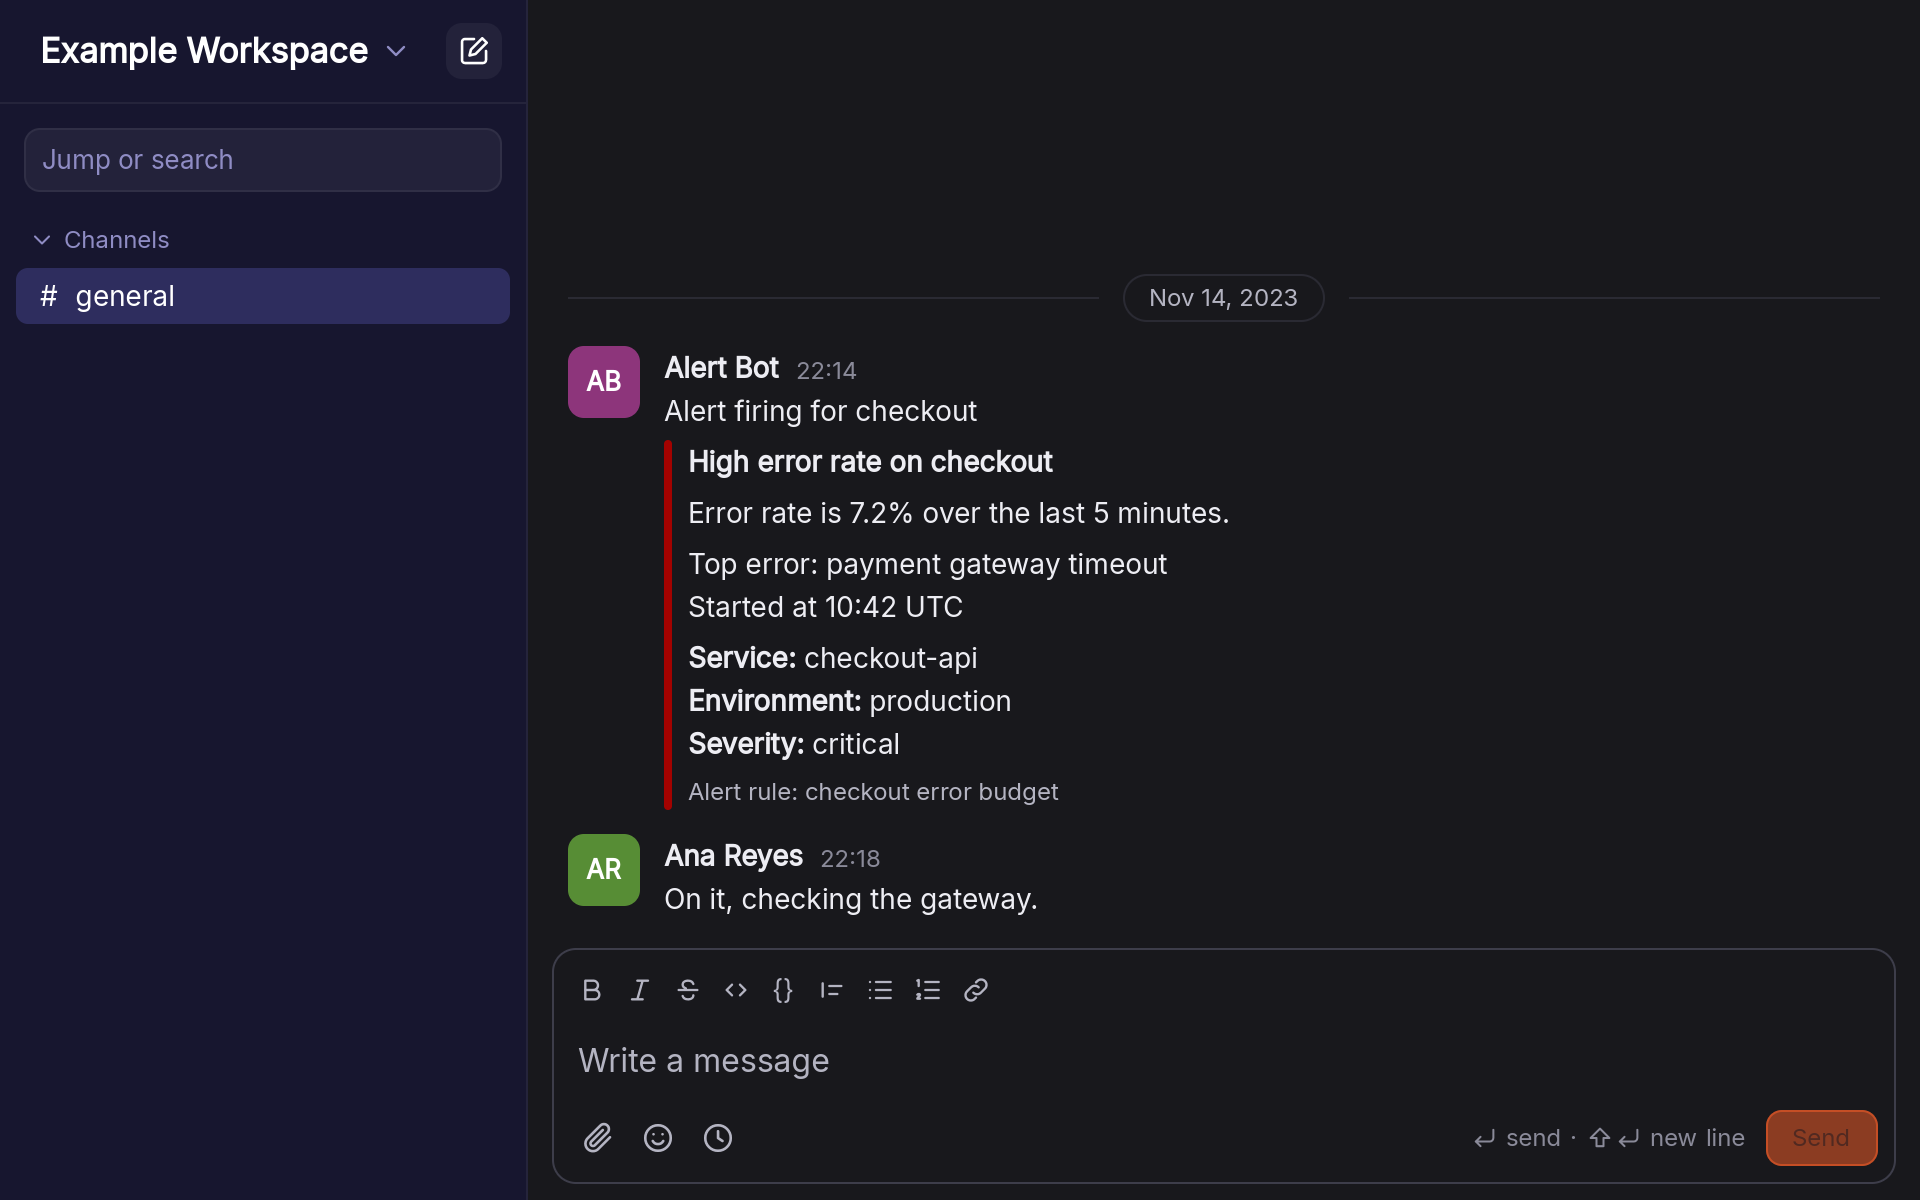 Example Workspace
Jump or search
Channels
# general
Nov 14, 2023
AB
Alert Bot 22:14
Alert firing for checkout
High error rate on checkout
Error rate is 7.2% over the last 5 minutes.
Top error: payment gateway timeout
Started at 10:42 UTC
Service: checkout-api
Environment: production
Severity: critical
Alert rule: checkout error budget
AR
Ana Reyes 22:18
On it, checking the gateway.
Write a message
send · new line
Send